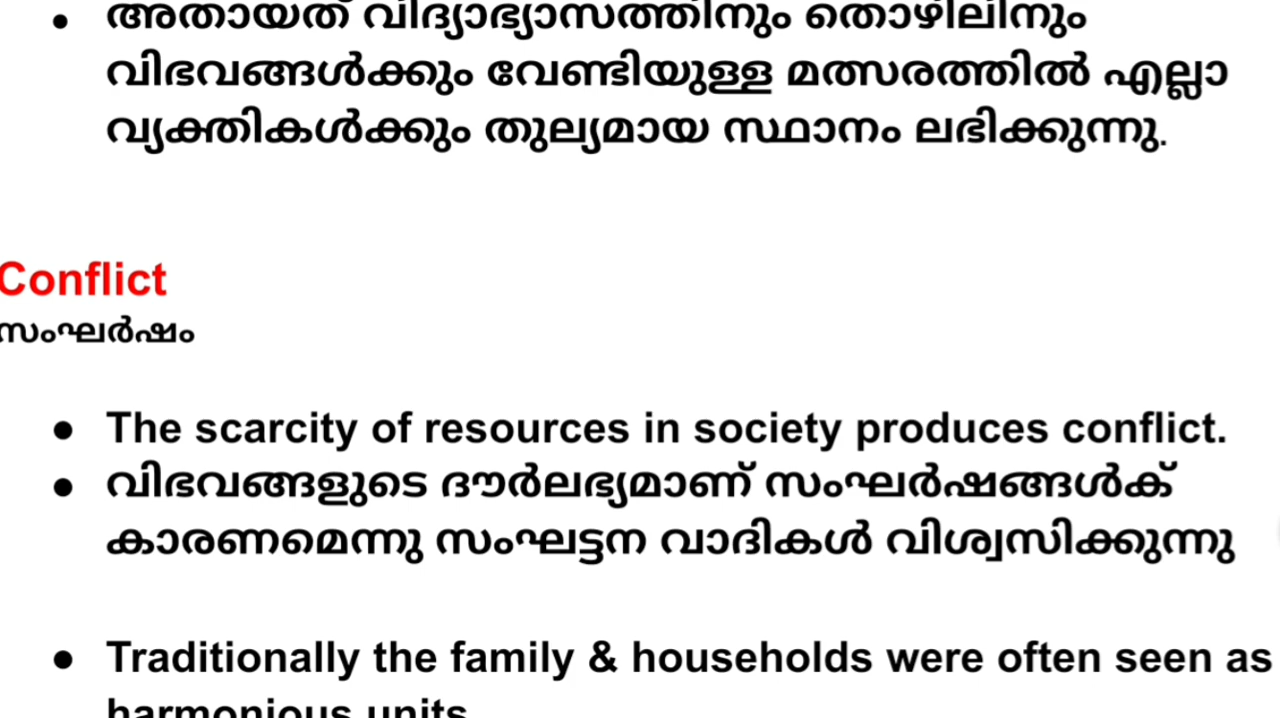 • അതായത് വിദ്യാഭ്യാസത്തിനും തൊഴിലിനും
വിഭവങ്ങൾക്കും വേണ്ടിയുള്ള മത്സരത്തിൽ എല്ലാ
വ്യക്തികൾക്കും തുല്യമായ സ്ഥാനം ലഭിക്കുന്നു.
Conflict
സംഘർഷം
• The scarcity of resources in society produces conflict.
• വിഭവങ്ങളുടെ ദൗർലഭ്യമാണ് സംഘർഷങ്ങൾക്
കാരണമെന്നു സംഘട്ടന വാദികൾ വിശ്വസിക്കുന്നു
• Traditionally the family & households were often seen as
harmonious units